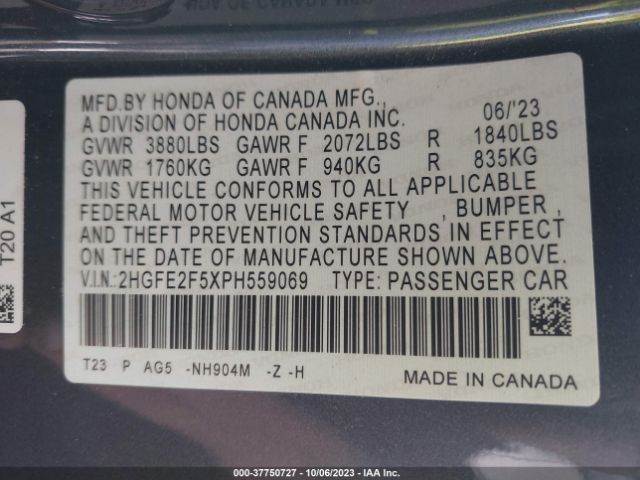 MFD.BY HONDA OF CANADA MFG.,
A DIVISION OF HONDA CANADA INC. 06/'23
GVWR 3880LBS GAWR F 2072LBS R 1840LBS
GVWR 1760KG GAWR F 940KG R 835KG
THIS VEHICLE CONFORMS TO ALL APPLICABLE
FEDERAL MOTOR VEHICLE SAFETY , BUMPER ,
AND THEFT PREVENTION STANDARDS IN EFFECT
ON THE DATE OF MANUFACTURE SHOWN ABOVE.
V.I.N.: 2HGFE2F5XPH559069 TYPE: PASSENGER CAR
T23 P AG5 -NH904M -Z -H
MADE IN CANADA
T20 A1
000-37750727 - 10/06/2023 - IAA Inc.